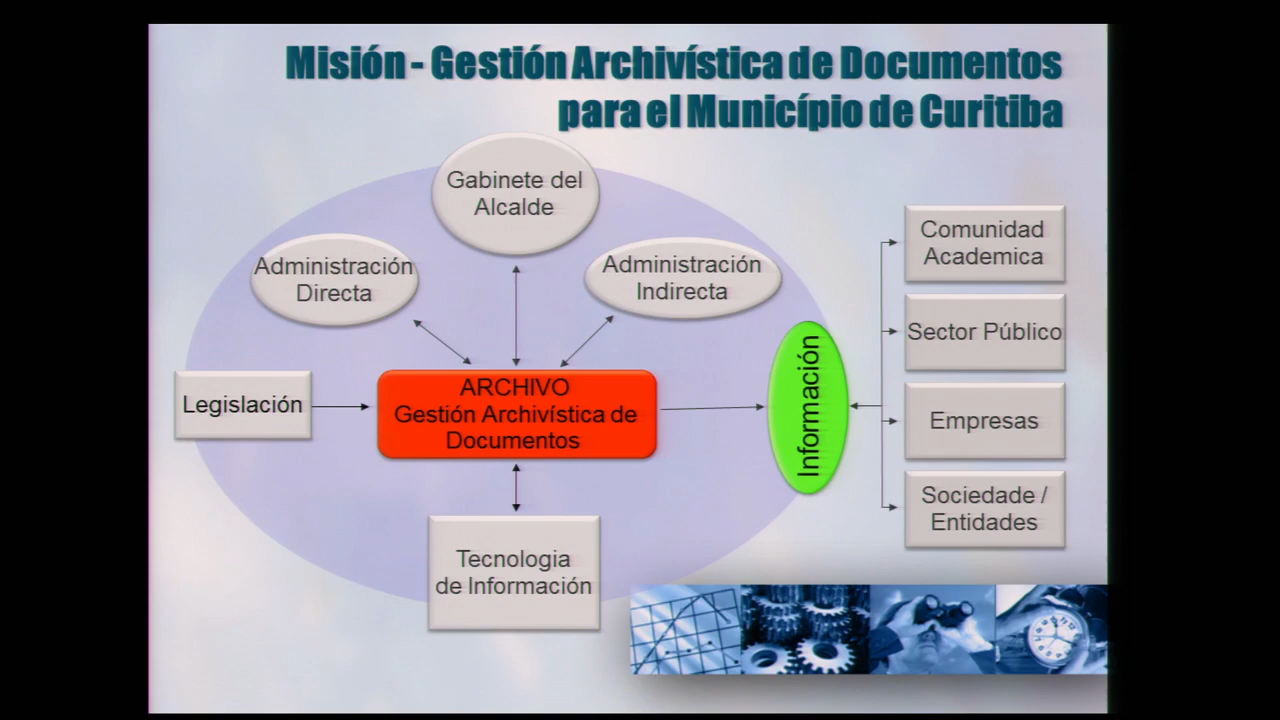 Misión - Gestión Archivística de Documentos
para el Município de Curitiba
Gabinete del
Alcalde
Administración
Directa
Administración
Indirecta
Legislación
ARCHIVO
Gestión Archivística de
Documentos
Información
Tecnologia
de Información
Comunidad
Academica
Sector Público
Empresas
Sociedade /
Entidades